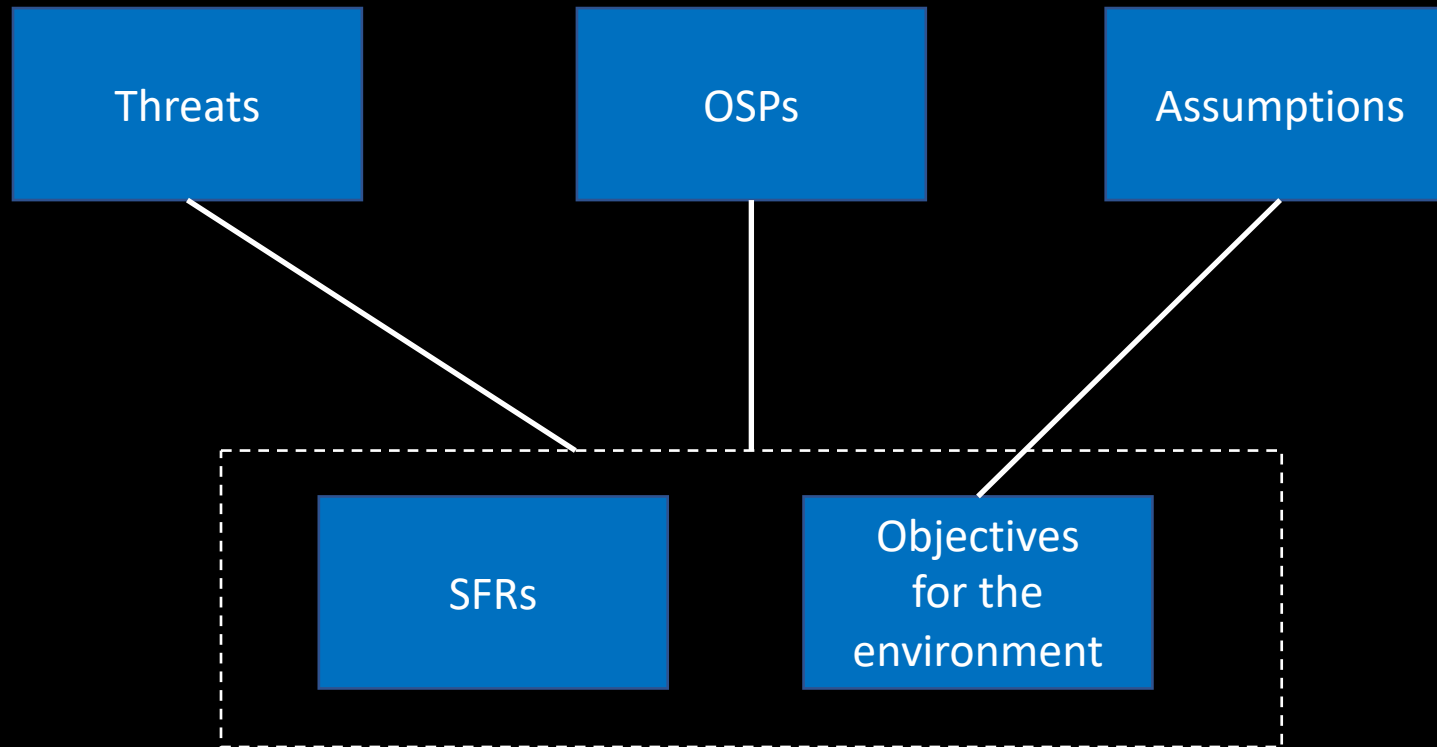 Threats
OSPs
Assumptions
SFRs
Objectives
for the
environment